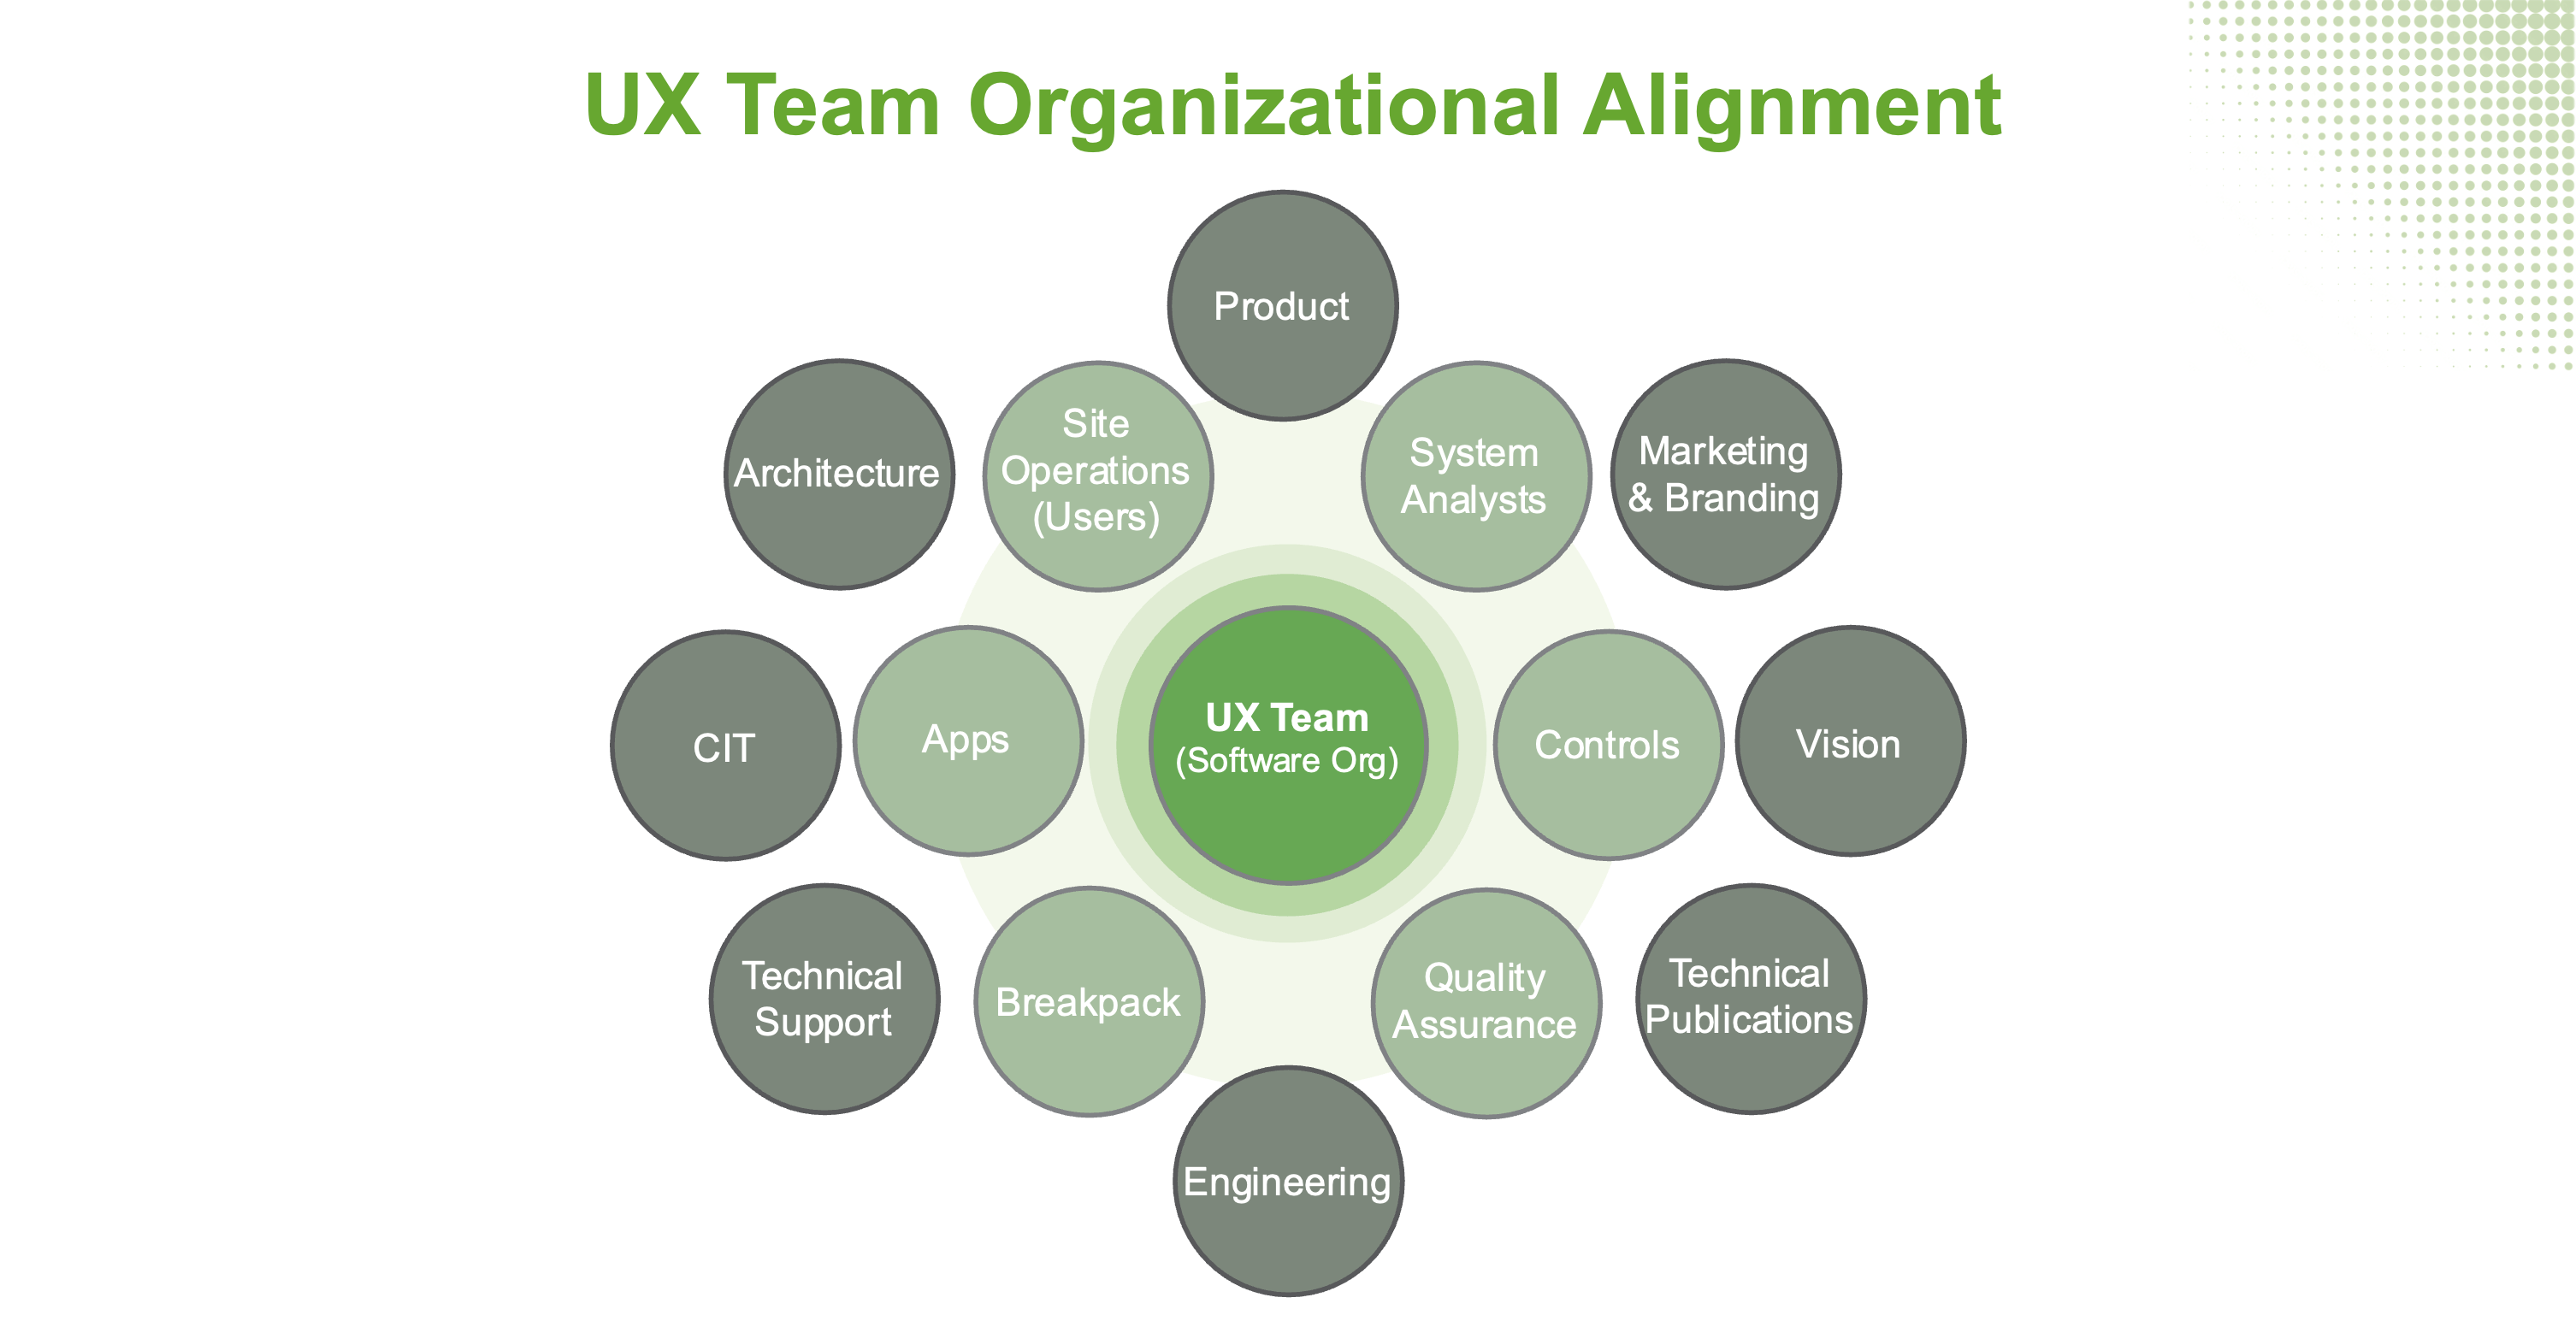 UX Team Organizational Alignment
Product
Architecture
Site
Operations
(Users)
System
Analysts
Marketing
& Branding
CIT
Apps
UX Team
(Software Org)
Controls
Vision
Technical
Support
Breakpack
Quality
Assurance
Technical
Publications
Engineering